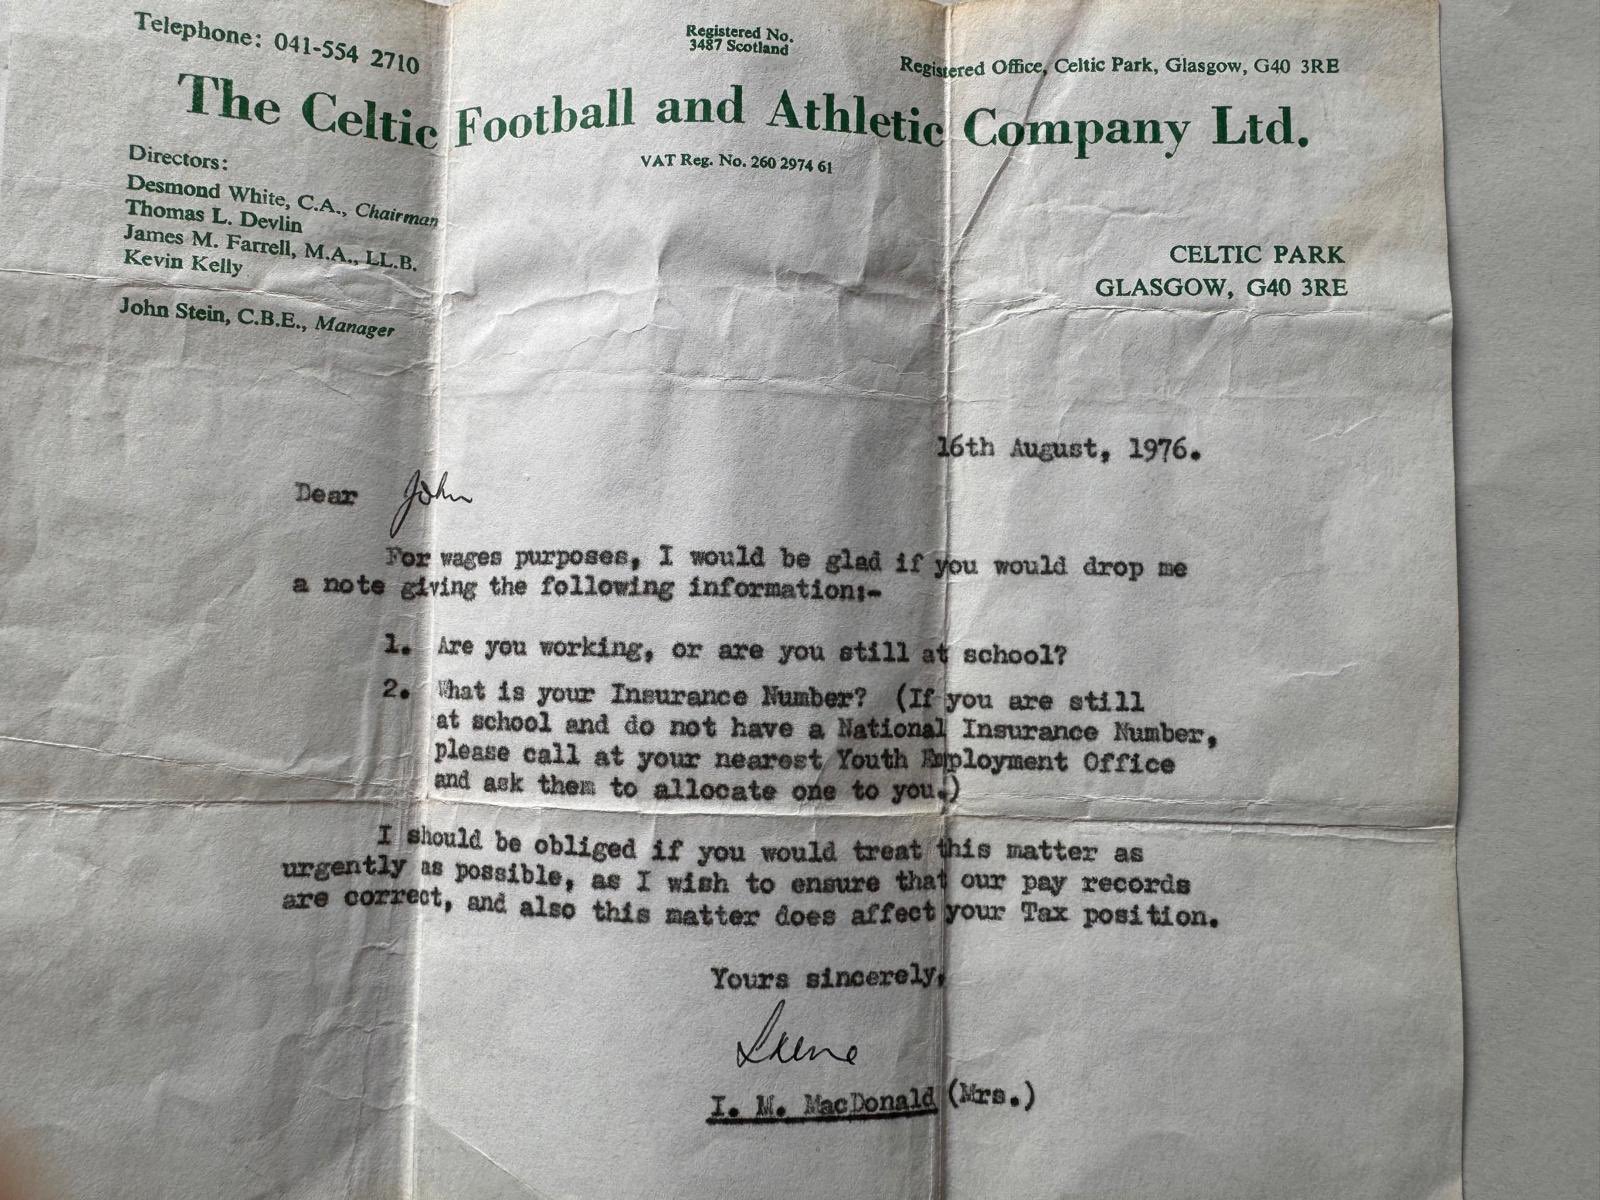 Telephone: 041-554 2710
Registered No.
3487 Scotland
Registered Office, Celtic Park, Glasgow, G40 3RE
The Celtic Football and Athletic Company Ltd.
VAT Reg. No. 260 2974 61
Directors:
Desmond White, C.A., Chairman
Thomas L. Devlin
James M. Farrell, M.A., LL.B.
Kevin Kelly
John Stein, C.B.E., Manager
CELTIC PARK
GLASGOW, G40 3RE
16th August, 1976.
Dear John
For wages purposes, I would be glad if you would drop me
a note giving the following information:-
1. Are you working, or are you still at school?
2. What is your Insurance Number? (If you are still
at school and do not have a National Insurance Number,
please call at your nearest Youth Employment Office
and ask them to allocate one to you.)
I should be obliged if you would treat this matter as
urgently as possible, as I wish to ensure that our pay records
are correct, and also this matter does affect your Tax position.
Yours sincerely,
Irene
I. M. MacDonald (Mrs.)